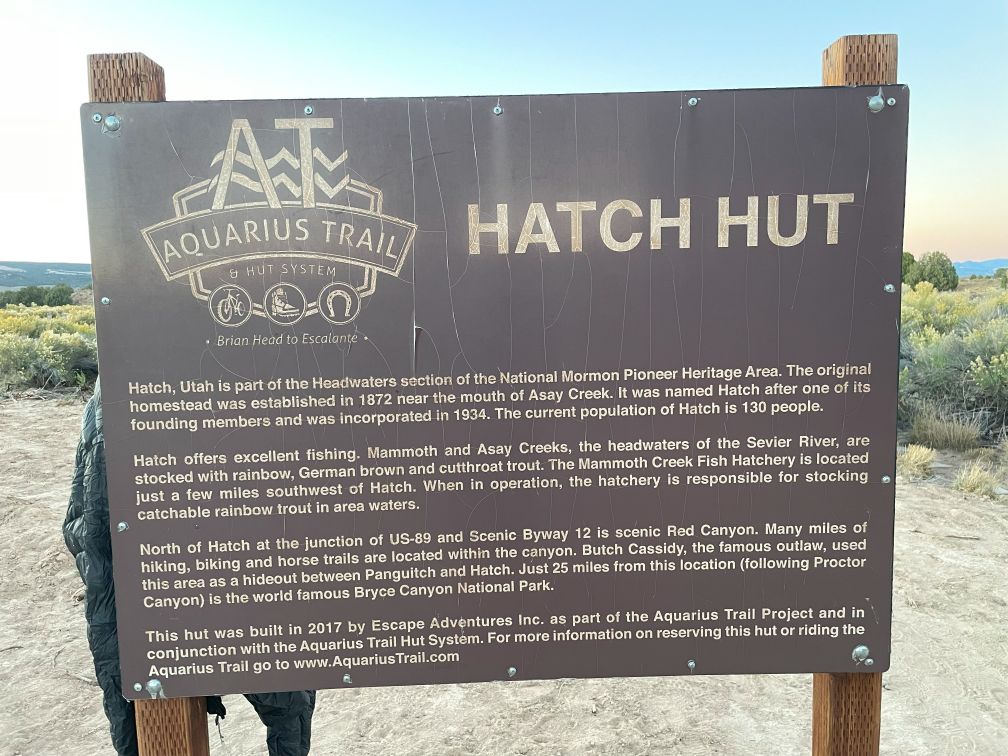 AT
AQUARIUS TRAIL
& HUT SYSTEM
• Brian Head to Escalante •
HATCH HUT
Hatch, Utah is part of the Headwaters section of the National Mormon Pioneer Heritage Area. The original
homestead was established in 1872 near the mouth of Asay Creek. It was named Hatch after one of its
founding members and was incorporated in 1934. The current population of Hatch is 130 people.
Hatch offers excellent fishing. Mammoth and Asay Creeks, the headwaters of the Sevier River, are
stocked with rainbow, German brown and cutthroat trout. The Mammoth Creek Fish Hatchery is located
just a few miles southwest of Hatch. When in operation, the hatchery is responsible for stocking
catchable rainbow trout in area waters.
North of Hatch at the junction of US-89 and Scenic Byway 12 is scenic Red Canyon. Many miles of
hiking, biking and horse trails are located within the canyon. Butch Cassidy, the famous outlaw, used
this area as a hideout between Panguitch and Hatch. Just 25 miles from this location (following Proctor
Canyon) is the world famous Bryce Canyon National Park.
This hut was built in 2017 by Escape Adventures Inc. as part of the Aquarius Trail Project and in
conjunction with the Aquarius Trail Hut System. For more information on reserving this hut or riding the
Aquarius Trail go to www.AquariusTrail.com